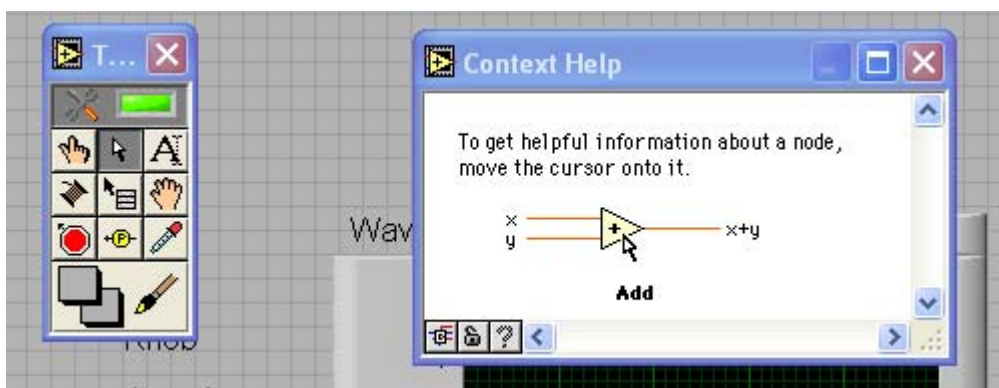 T...
Context Help
To get helpful information about a node,
move the cursor onto it.
x
y
+
x+y
Add
A
P
?
Wav
Knob